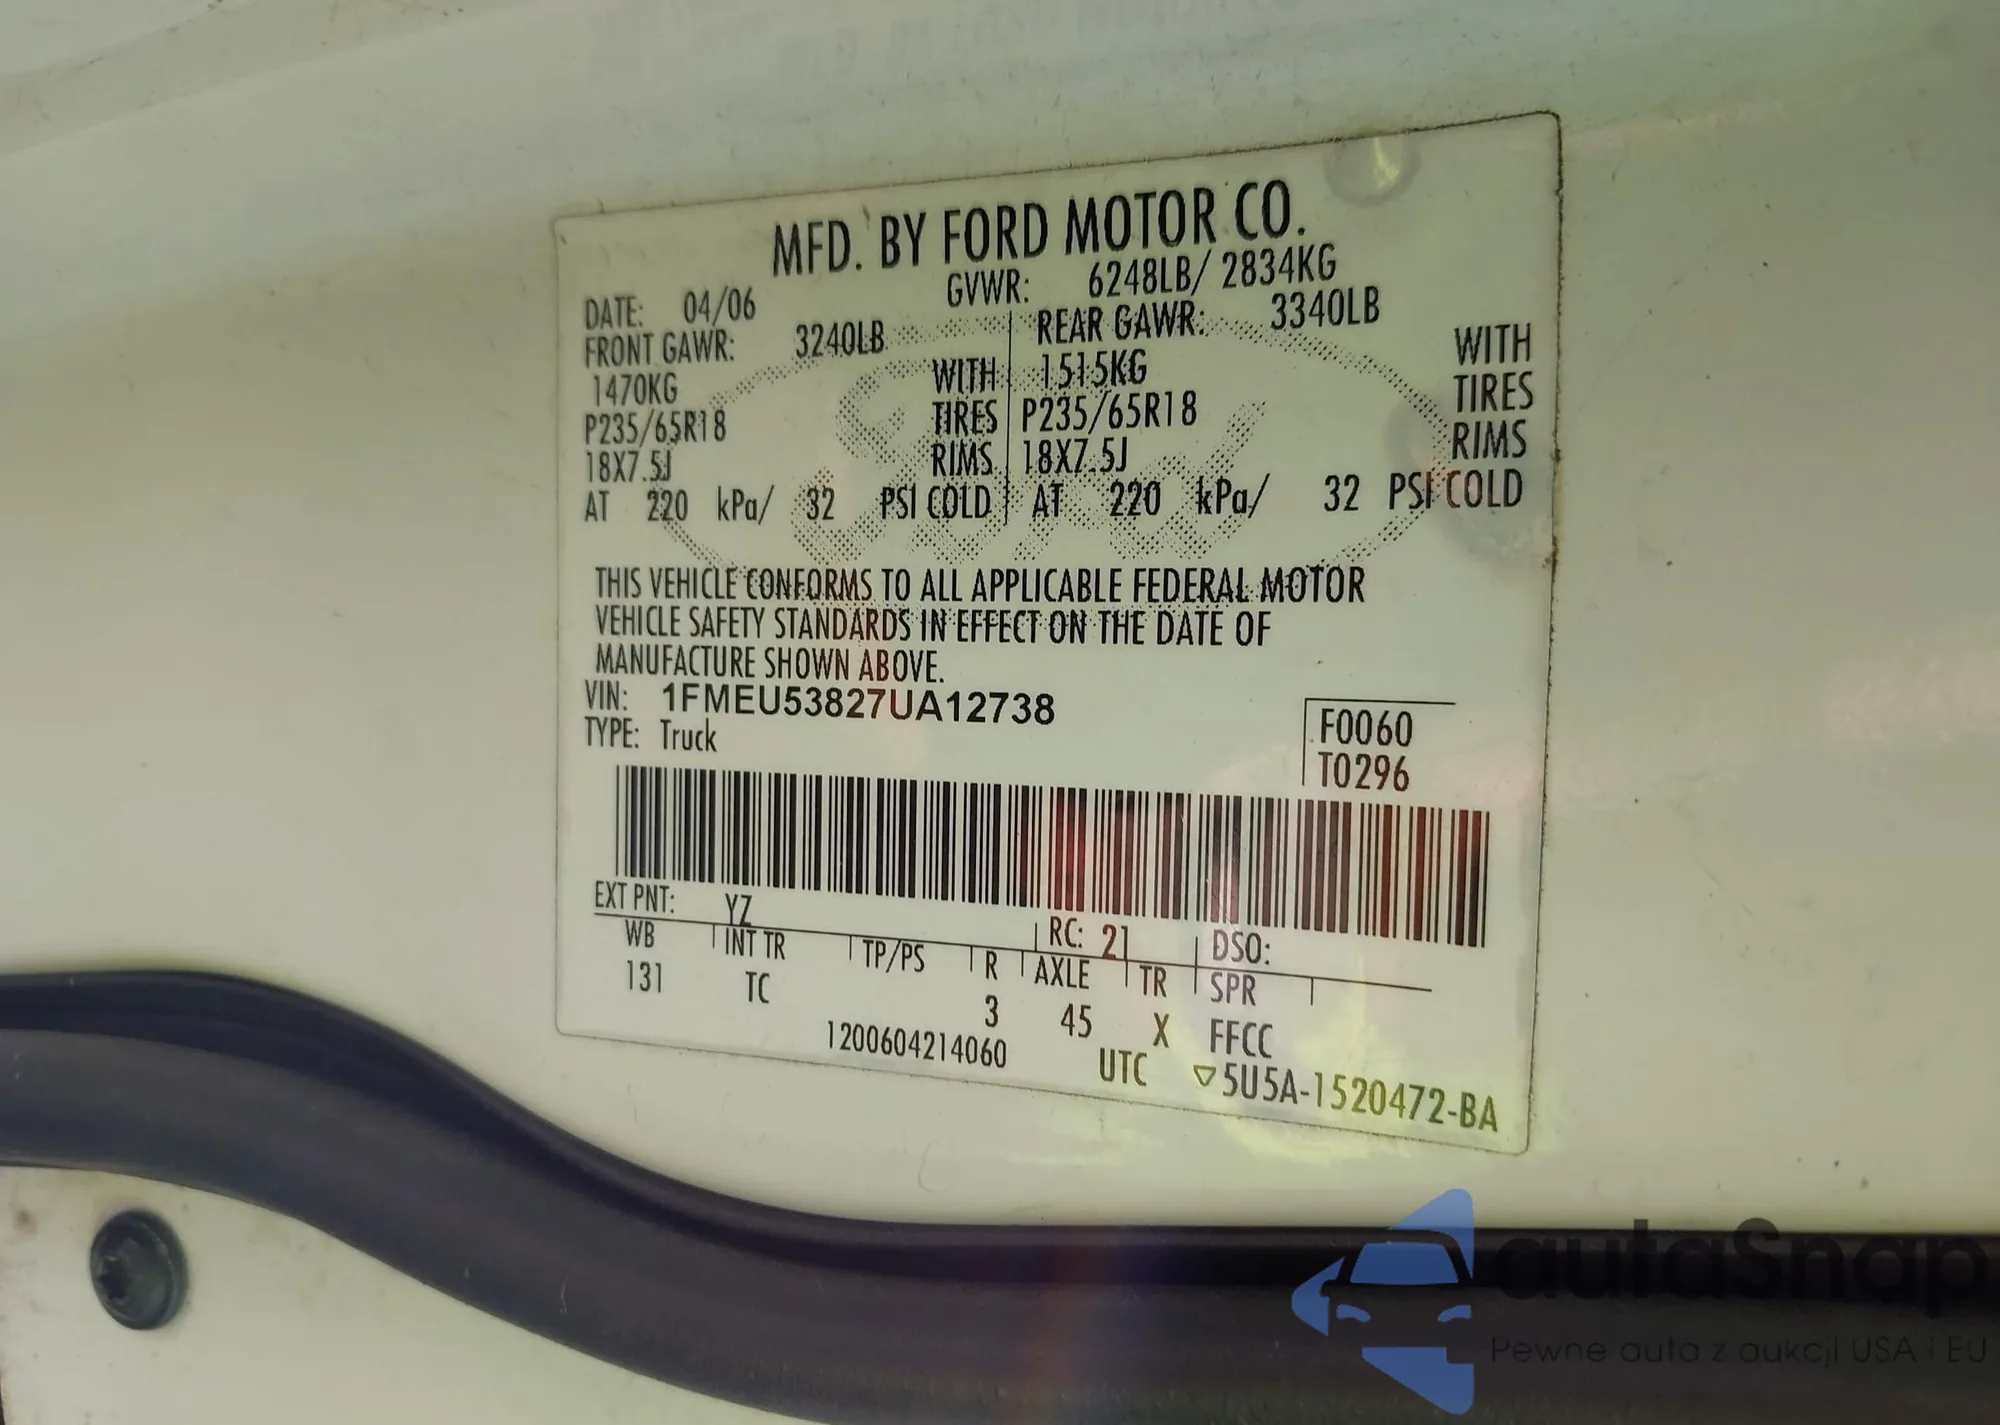 MFD. BY FORD MOTOR CO.
DATE: 04/06 GVWR: 6248LB/ 2834KG
FRONT GAWR: 3240LB REAR GAWR: 3340LB
1470KG WITH 1515KG WITH
P235/65R18 TIRES P235/65R18 TIRES
18X7.5J RIMS 18X7.5J RIMS
AT 220 kPa/ 32 PSI COLD AT 220 kPa/ 32 PSI COLD
THIS VEHICLE CONFORMS TO ALL APPLICABLE FEDERAL MOTOR
VEHICLE SAFETY STANDARDS IN EFFECT ON THE DATE OF
MANUFACTURE SHOWN ABOVE.
VIN: 1FMEU53827UA12738
TYPE: Truck
F0060
T0296
EXT PNT: YZ RC: 21 DSO:
WB INT TR TP/PS R AXLE TR SPR
131 TC 3 45 X FFCC
1200604214060 UTC ▽5U5A-1520472-BA
autaSnap
Pewne auta z aukcji USA i EU